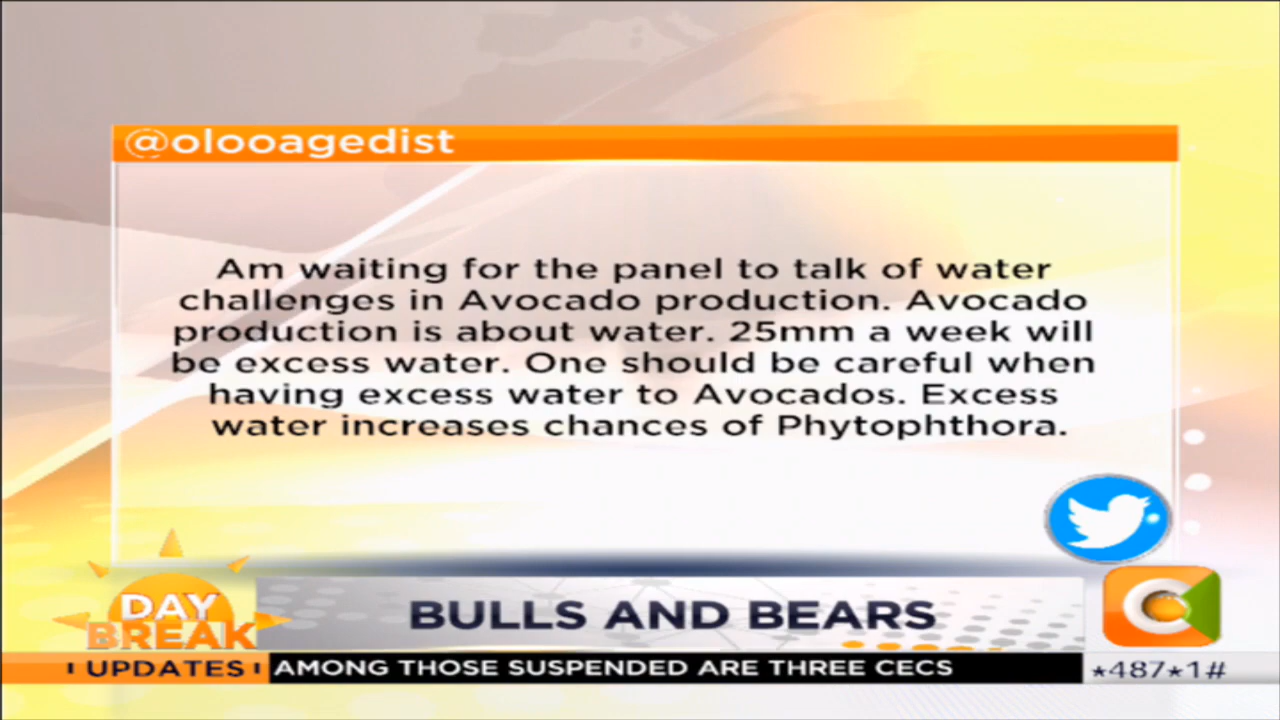 @olooagedist
Am waiting for the panel to talk of water
challenges in Avocado production. Avocado
production is about water. 25mm a week will
be excess water. One should be careful when
having excess water to Avocados. Excess
water increases chances of Phytophthora.
DAY
BREAK
BULLS AND BEARS
UPDATES
AMONG THOSE SUSPENDED ARE THREE CECS
*487*1#